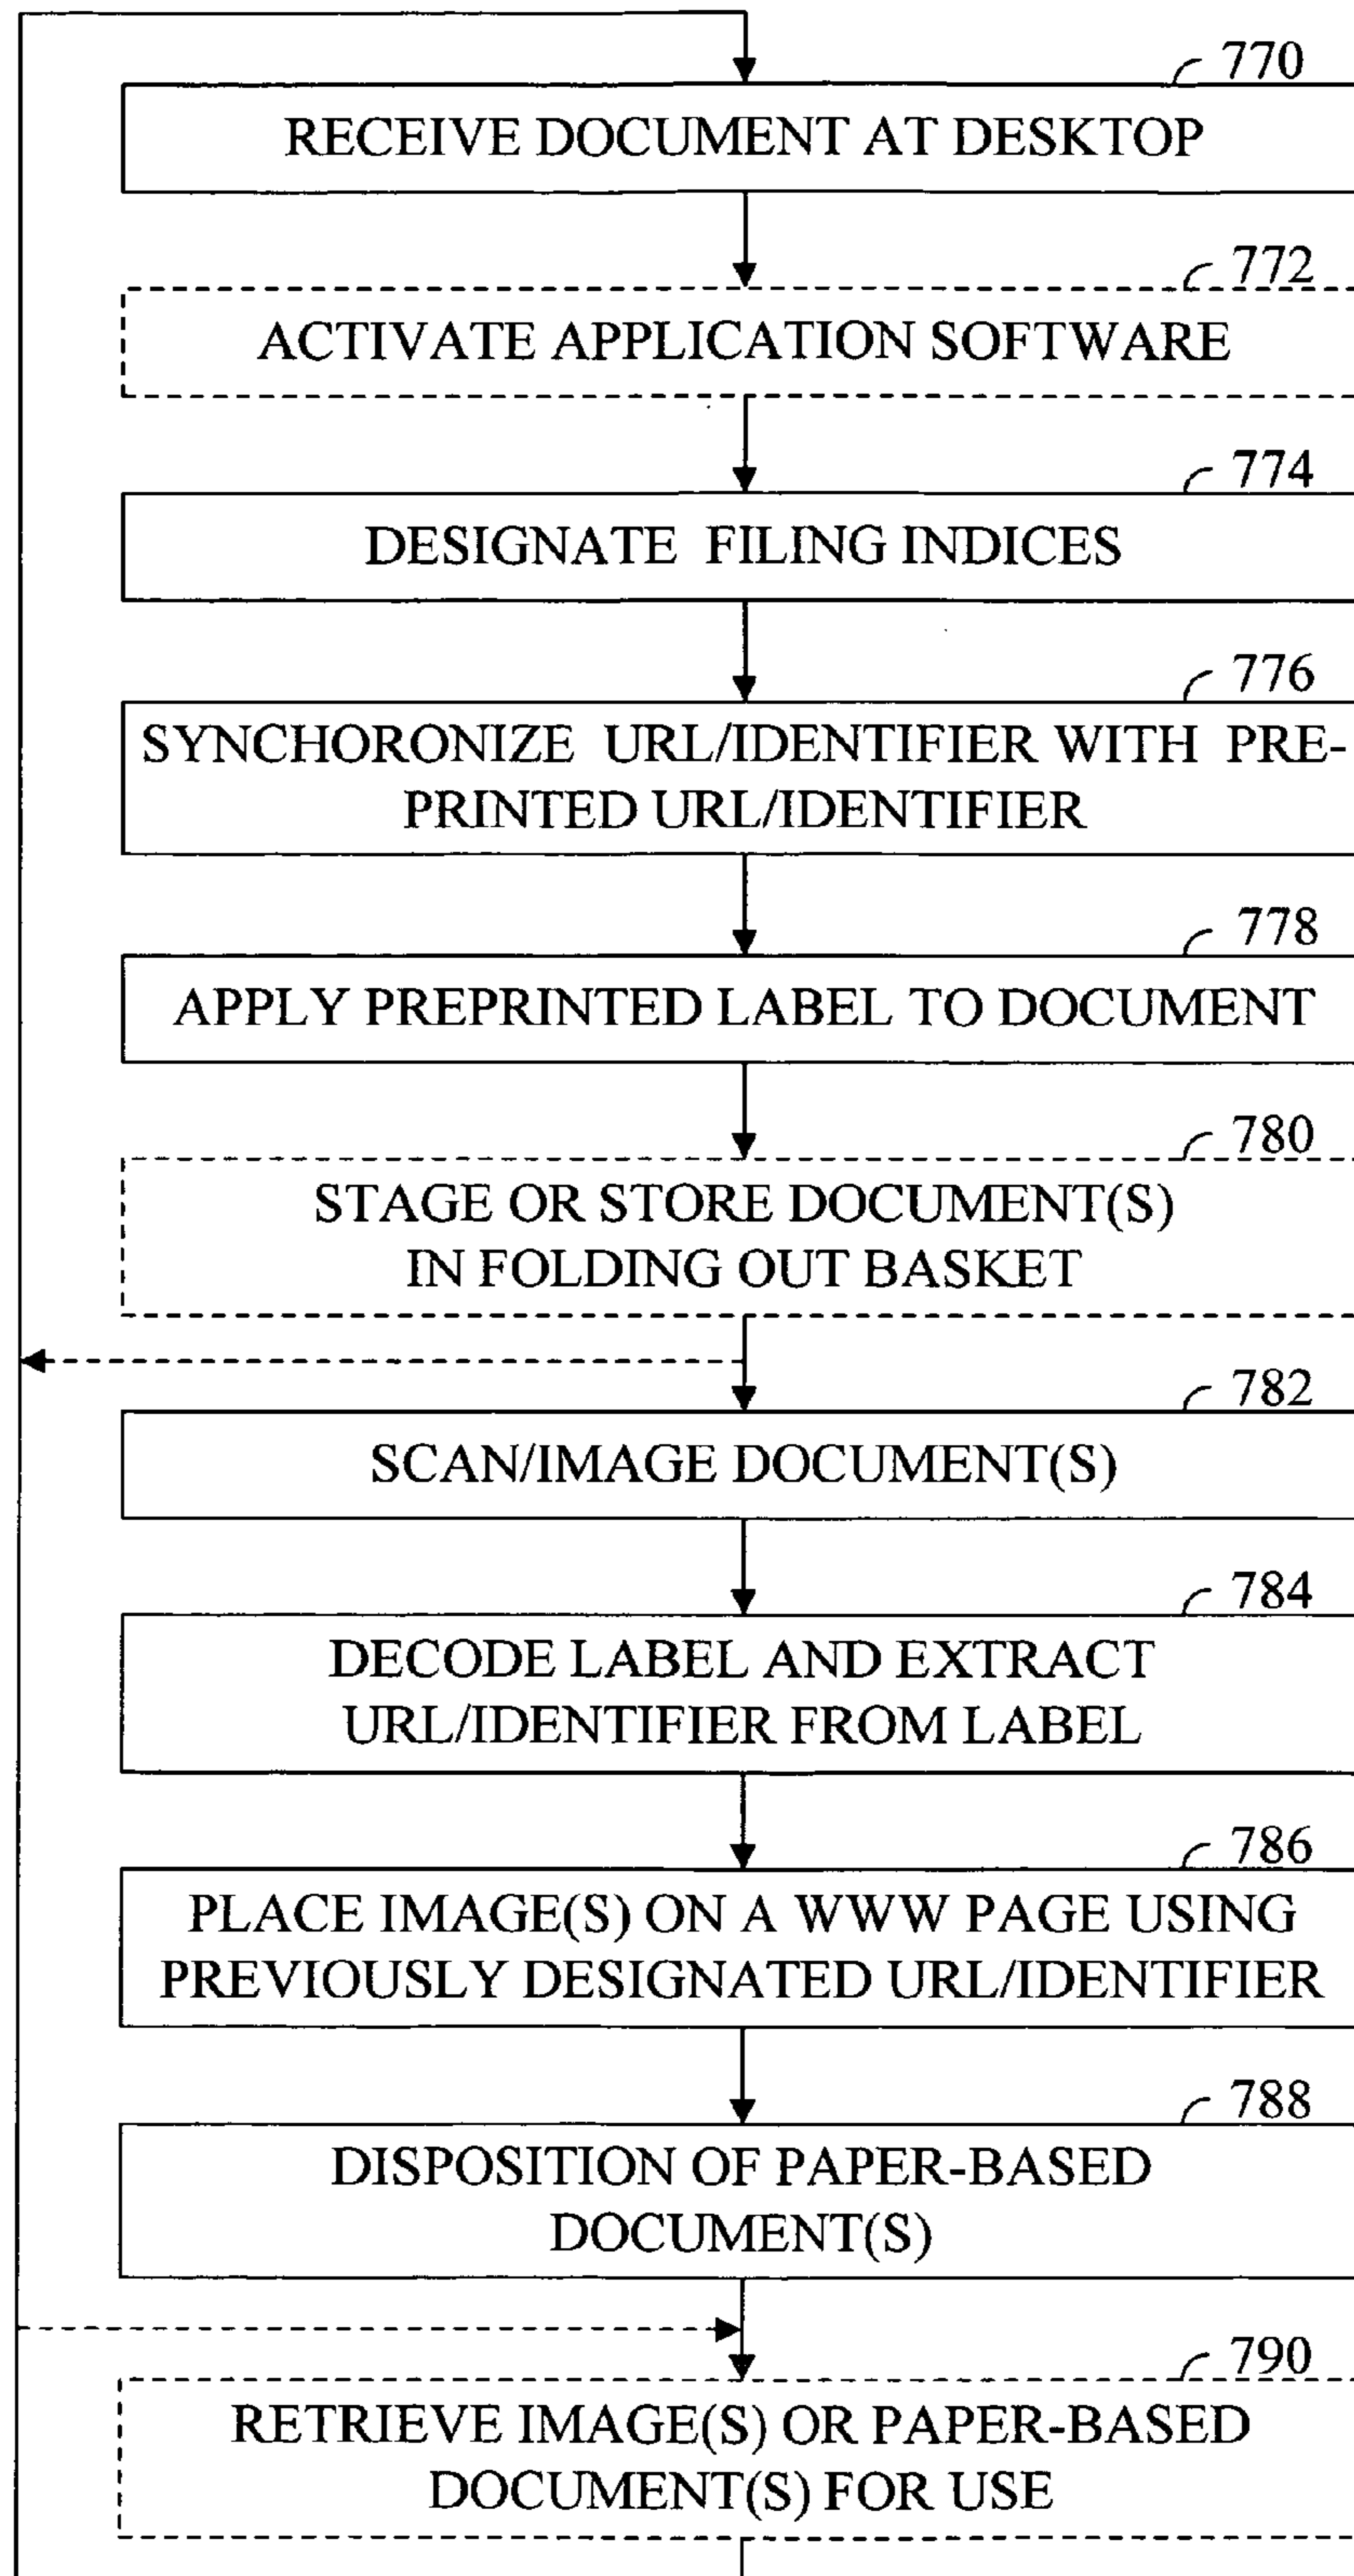 770
RECEIVE DOCUMENT AT DESKTOP
772
ACTIVATE APPLICATION SOFTWARE
774
DESIGNATE FILING INDICES
776
SYNCHORONIZE URL/IDENTIFIER WITH PRE-
PRINTED URL/IDENTIFIER
778
APPLY PREPRINTED LABEL TO DOCUMENT
780
STAGE OR STORE DOCUMENT(S)
IN FOLDING OUT BASKET
782
SCAN/IMAGE DOCUMENT(S)
784
DECODE LABEL AND EXTRACT
URL/IDENTIFIER FROM LABEL
786
PLACE IMAGE(S) ON A WWW PAGE USING
PREVIOUSLY DESIGNATED URL/IDENTIFIER
788
DISPOSITION OF PAPER-BASED
DOCUMENT(S)
790
RETRIEVE IMAGE(S) OR PAPER-BASED
DOCUMENT(S) FOR USE